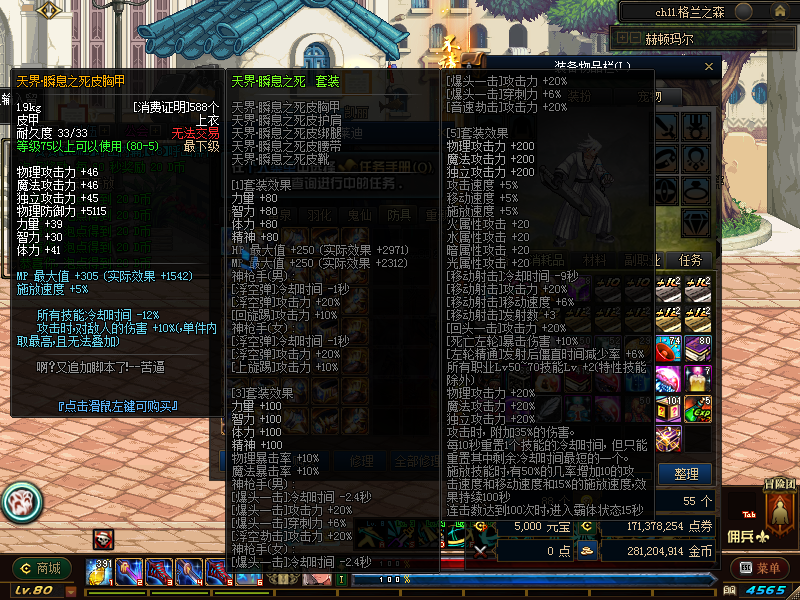 ch11.格兰之森
赫顿玛尔
装备物品栏(I)
天界·瞬息之死皮胸甲
1.9kg
[消费证明]588个
皮甲
上衣
耐久度 33/33
无法交易
等级75以上可以使用 (80-5)
最下级
物理攻击力 +46
魔法攻击力 +46
独立攻击力 +45
物理防御力 +5115
力量 +39
智力 +30
体力 +41
MP 最大值 +305 (实际效果 +1542)
施放速度 +5%
所有技能冷却时间 -12%
攻击时,对敌人的伤害 +10%(,单件内取最高,且无法叠加)
啊?又追加脚本了!--苦逼
『点击滑鼠左键可购买』
天界·瞬息之死 套装
天界·瞬息之死皮胸甲
天界·瞬息之死皮护肩
天界·瞬息之死皮绑腿
天界·瞬息之死皮腰带
天界·瞬息之死皮靴
[1]套装效果
力量 +80
智力 +80
体力 +80
精神 +80
HP 最大值 +250 (实际效果 +2971)
MP 最大值 +250 (实际效果 +2312)
神枪手(男):
[浮空弹]冷却时间 -1秒
[浮空弹]攻击力 +20%
[回旋踢]攻击力 +10%
神枪手(女):
[浮空弹]冷却时间 -1秒
[浮空弹]攻击力 +20%
[上旋踢]攻击力 +10%
[3]套装效果
力量 +100
智力 +100
体力 +100
精神 +100
物理暴击率 +10%
魔法暴击率 +10%
神枪手(男):
[爆头一击]冷却时间 -2.4秒
[爆头一击]攻击力 +20%
[爆头一击]穿刺力 +6%
[浮空劫击]攻击力 +20%
神枪手(女):
[爆头一击]冷却时间 -2.4秒
[爆头一击]攻击力 +20%
[爆头一击]穿刺力 +6%
[音速劫击]攻击力 +20%
[5]套装效果
物理攻击力 +200
魔法攻击力 +200
独立攻击力 +200
攻击速度 +5%
移动速度 +5%
施放速度 +5%
火属性攻击 +20
水属性攻击 +20
暗属性攻击 +20
光属性攻击 +20
[移动射击]冷却时间 -9秒
[移动射击]攻击力 +20%
[移动射击]移动速度 +6%
[移动射击]发射数 +3
[回头一击]攻击力 +20%
[死亡左轮]暴击伤害 +10%
[左轮精通]发射后僵直时间减少率 +6%
所有职业Lv50~70技能Lv +2(特性技能除外)
物理攻击力 +20%
魔法攻击力 +20%
独立攻击力 +20%
攻击时, 附加35%的伤害。
每10秒重置1个技能的冷却时间, 但只能重置其中剩余冷却时间最短的一个。
施放技能时,有50%的几率增加10的攻击速度和移动速度和15%的施放速度,效果持续100秒
连击数达到100次时,进入霸体状态15秒
宠物
任务
整理
55 个
5,000 元宝
171,378,254 点券
0 点
281,204,914 金币
Tab
冒险团
佣兵
商城
菜单
ESC
Lv.80
100%
4565